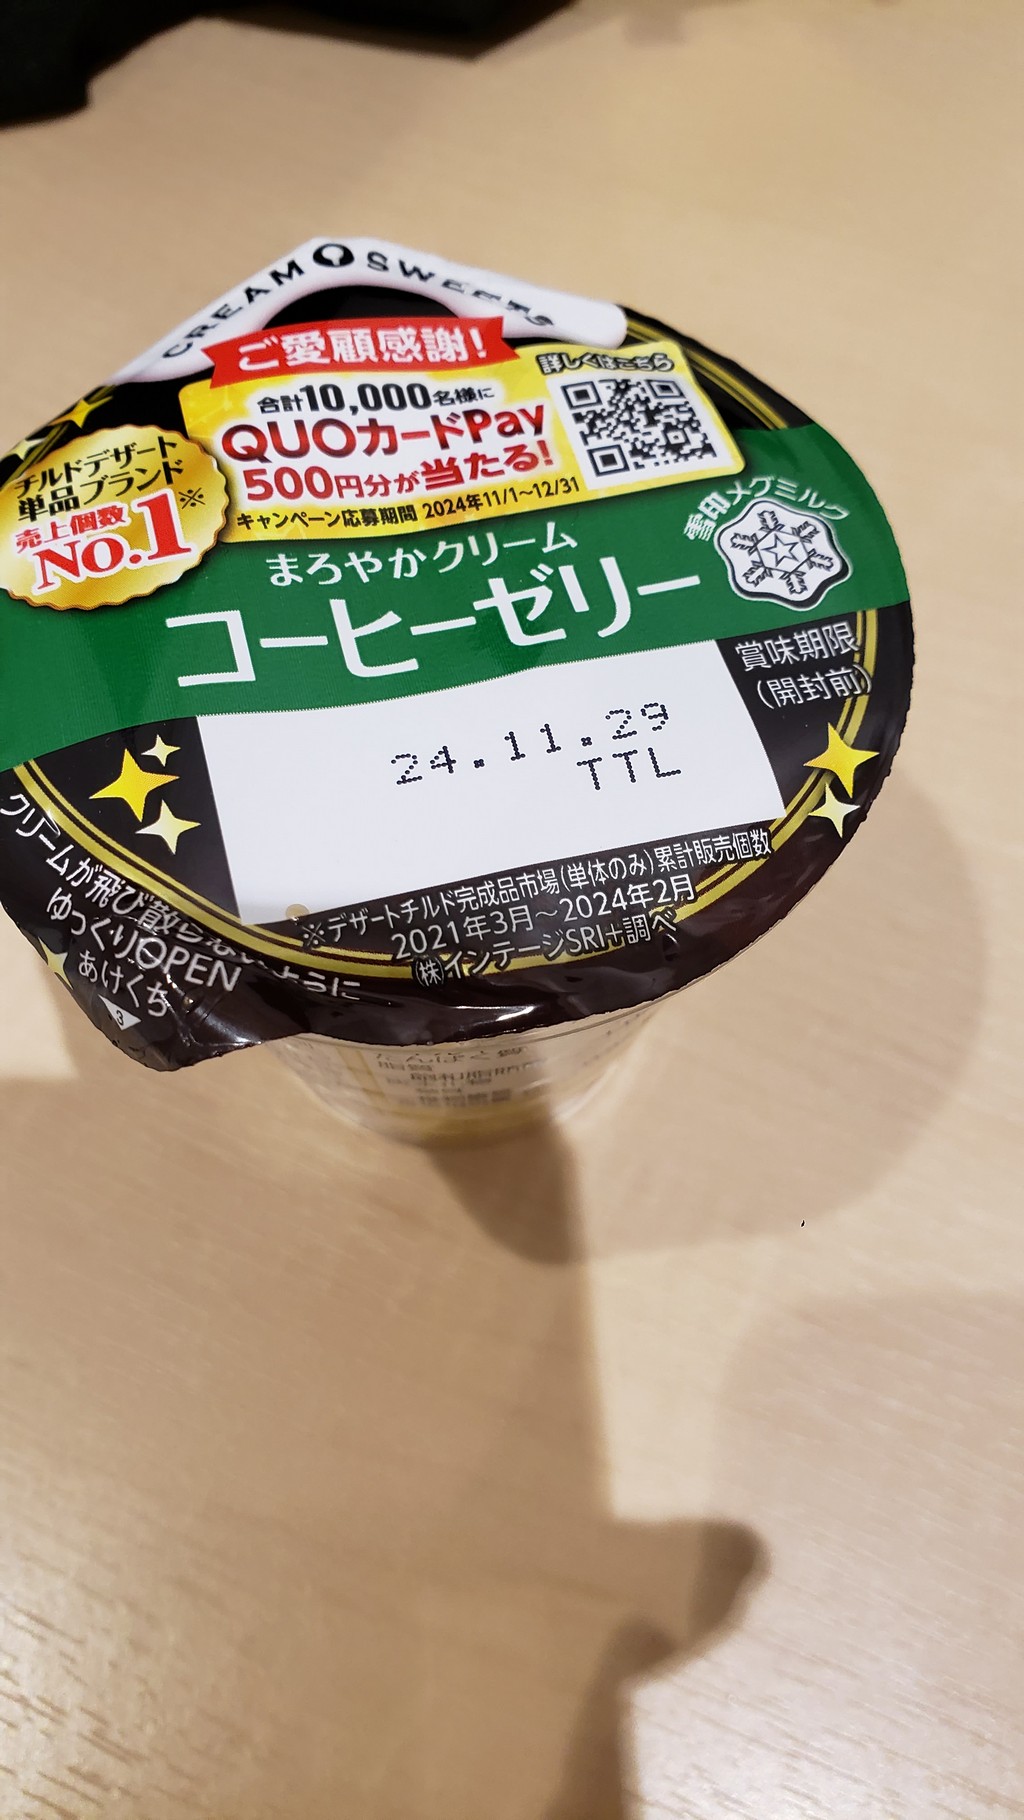 CREAM SWEETS
ご愛顧感謝!
合計10,000名様に
QUOカードPay
500円分が当たる!
キャンペーン応募期間 2024年11/1~12/31
詳しくはこちら
チルドデザート
単品ブランド
売上個数
No.1※
雪印メグミルク
まろやかクリーム
コーヒーゼリー
賞味期限
(開封前)
24.11.29
TTL
※デザートチルド完成品市場(単体のみ)累計販売個数
2021年3月~2024年2月
(株)インテージSRI+調べ
クリームが飛び散らないように
ゆっくりOPEN
あけくち
3
たんぱく質
脂質